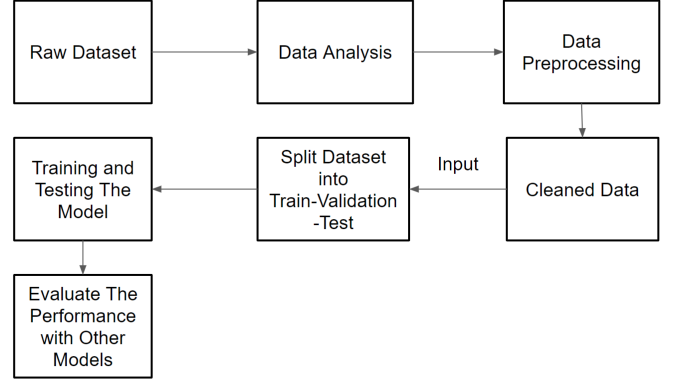 Raw Dataset
Data Analysis
Data
Preprocessing
Training and
Testing The
Model
Split Dataset
into
Train-Validation
-Test
Input
Cleaned Data
Evaluate The
Performance
with Other
Models